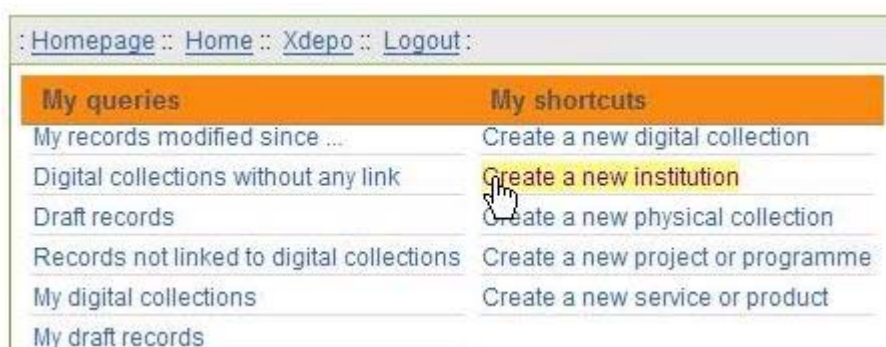 : Homepage :: Home :: Xdepo :: Logout :
My queries
My records modified since ...
Digital collections without any link
Draft records
Records not linked to digital collections
My digital collections
My draft records
My shortcuts
Create a new digital collection
Create a new institution
Create a new physical collection
Create a new project or programme
Create a new service or product